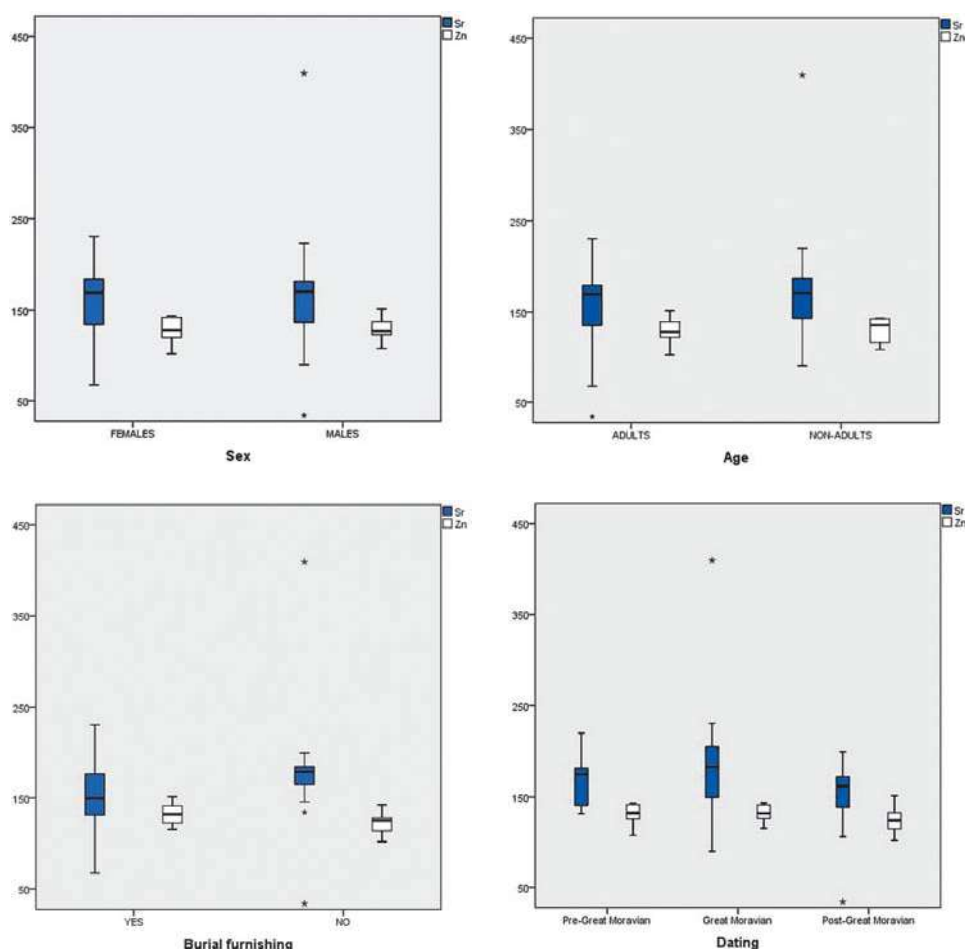 Sr
Zn
450
350
250
150
50
FEMALES
MALES
Sex
Sr
Zn
450
350
250
150
50
ADULTS
NON-ADULTS
Age
Sr
Zn
450
350
250
150
50
YES
NO
Burial furnishing
Sr
Zn
450
350
250
150
50
Pre-Great Moravian
Great Moravian
Post-Great Moravian
Dating